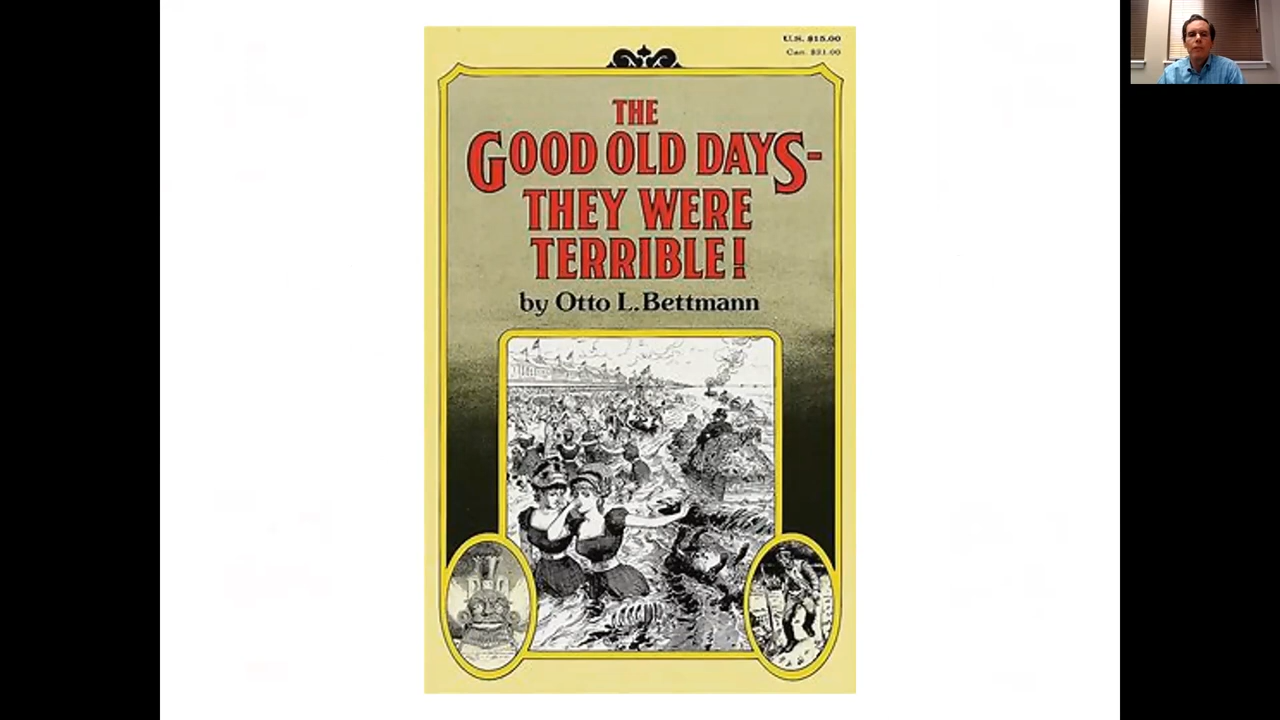 U.S. $15.00
Can. $21.00
THE
GOOD OLD DAYS-
THEY WERE
TERRIBLE!
by Otto L. Bettmann